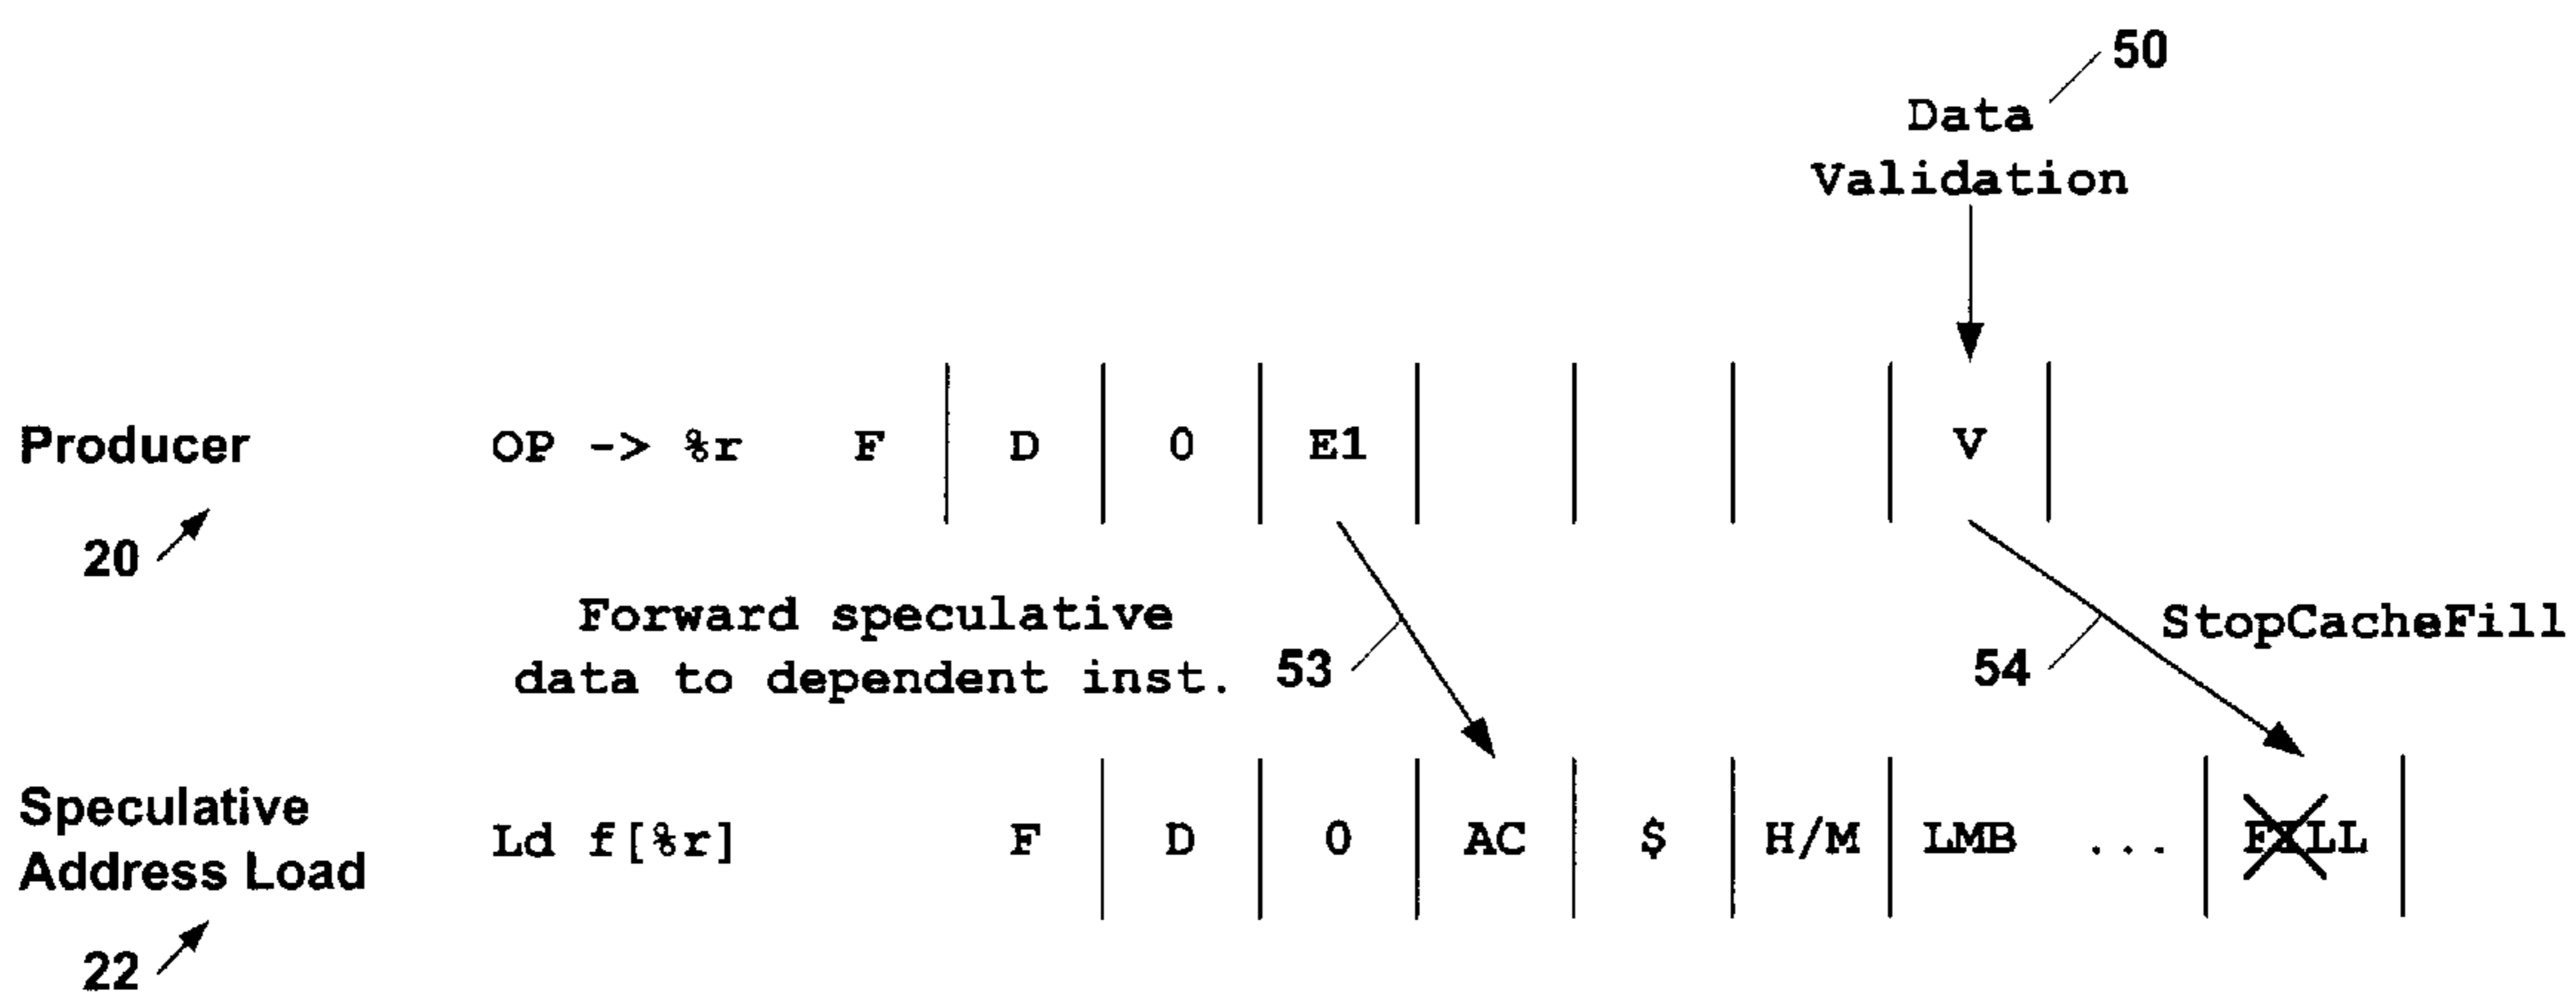 50
Data
Validation
Producer OP -> %r F D 0 E1 V
20
Forward speculative
data to dependent inst. 53
StopCacheFill
54
Speculative
Address Load
Ld f[%r] F D 0 AC $ H/M LMB ... FILL
22